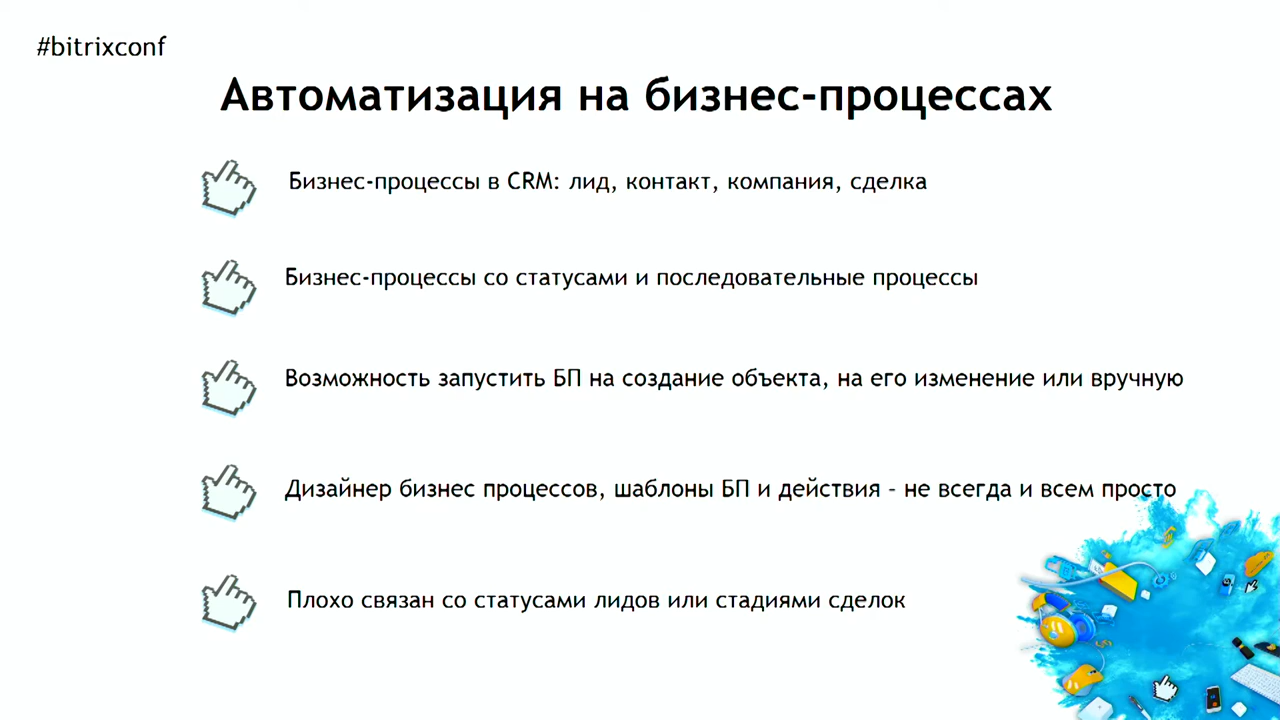 #bitrixconf
Автоматизация на бизнес-процессах
Бизнес-процессы в CRM: лид, контакт, компания, сделка
Бизнес-процессы со статусами и последовательные процессы
Возможность запустить БП на создание объекта, на его изменение или вручную
Дизайнер бизнес процессов, шаблоны БП и действия – не всегда и всем просто
Плохо связан со статусами лидов или стадиями сделок